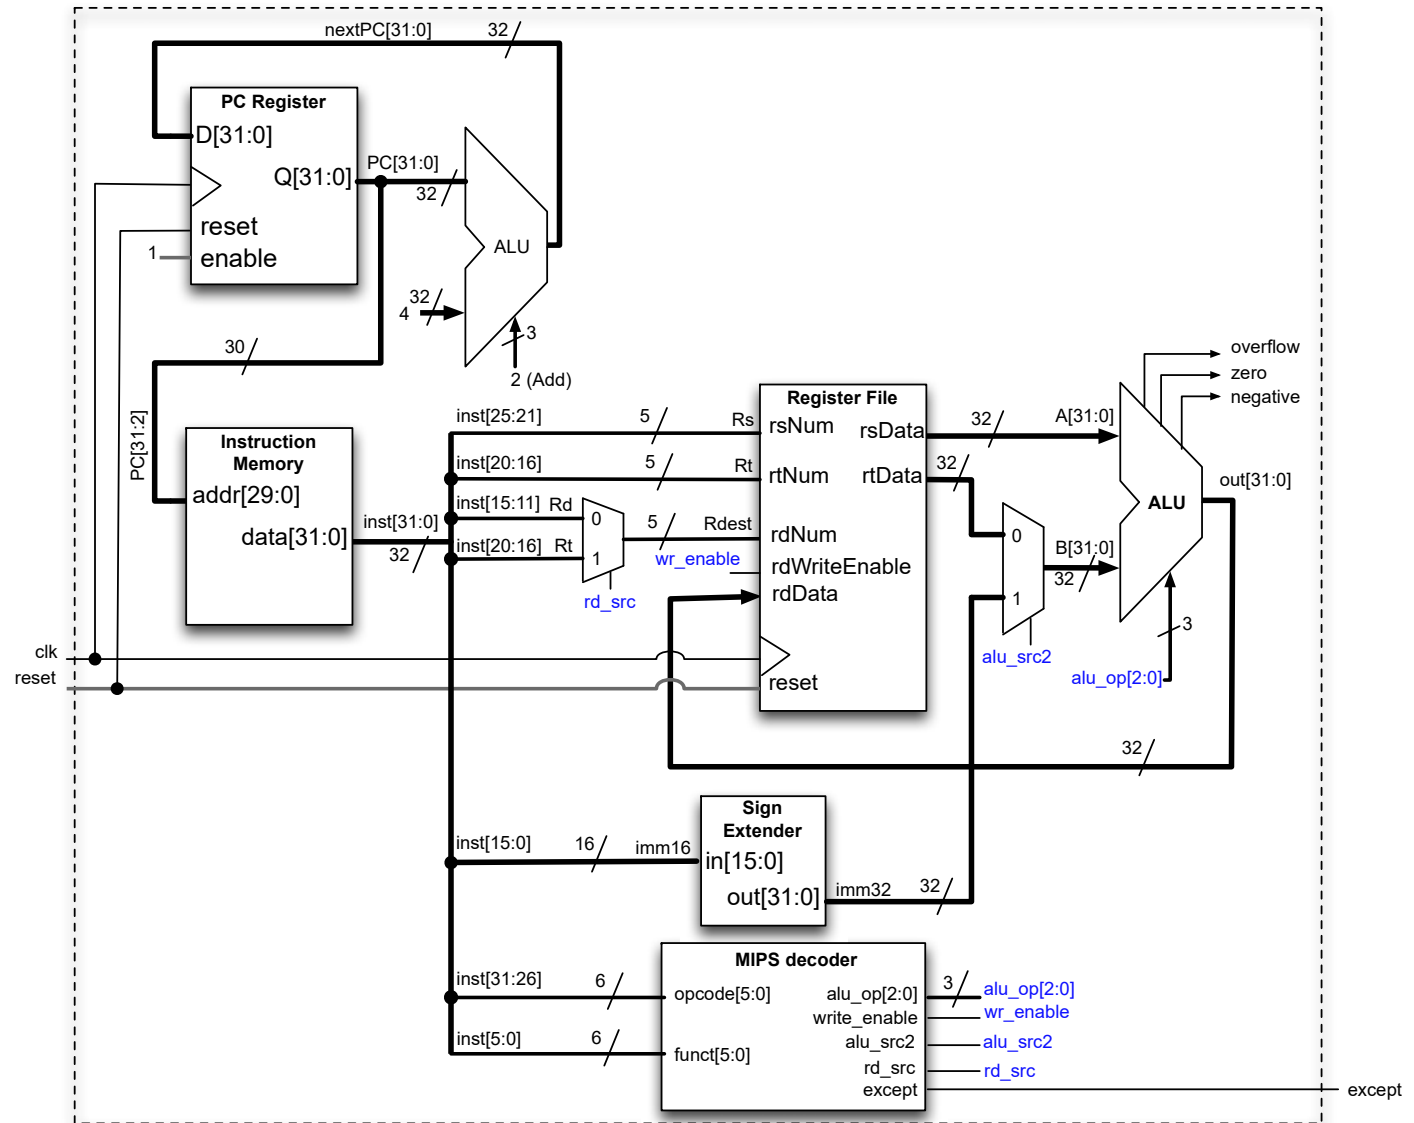 nextPC[31:0]
32
PC Register
D[31:0]
Q[31:0]
PC[31:0]
32
reset
1
enable
ALU
32
4
3
2 (Add)
30
PC[31:2]
Instruction
Memory
addr[29:0]
data[31:0]
inst[31:0]
32
inst[25:21]
5
Rs
inst[20:16]
5
Rt
inst[15:11]
Rd
0
inst[20:16]
Rt
1
rd_src
5
Rdest
wr_enable
Register File
rsNum
rsData
rtNum
rtData
rdNum
rdWriteEnable
rdData
reset
32
A[31:0]
32
0
1
B[31:0]
32
alu_src2
overflow
zero
negative
ALU
out[31:0]
3
alu_op[2:0]
32
clk
reset
inst[15:0]
16
imm16
Sign
Extender
in[15:0]
out[31:0]
imm32
32
MIPS decoder
inst[31:26]
6
opcode[5:0]
alu_op[2:0]
3
alu_op[2:0]
write_enable
wr_enable
inst[5:0]
6
funct[5:0]
alu_src2
alu_src2
rd_src
rd_src
except
except